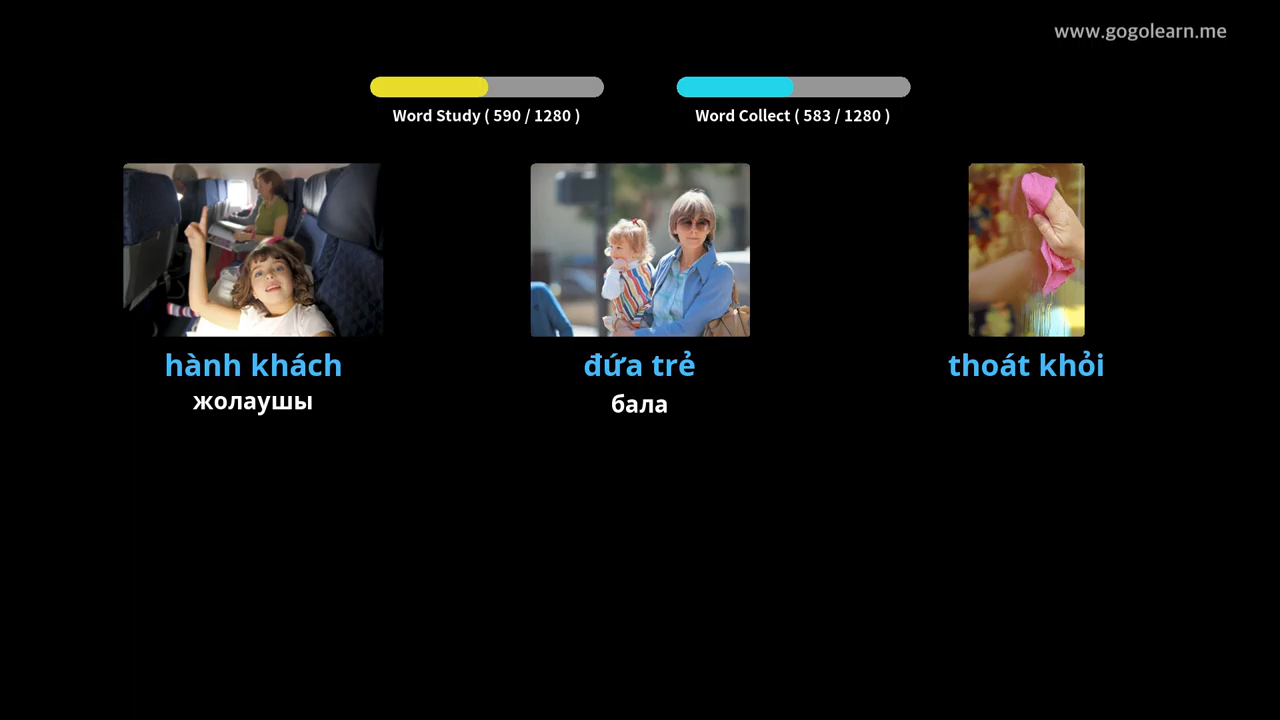 www.gogolearn.me
Word Study ( 590 / 1280 )
Word Collect ( 583 / 1280 )
hành khách
жолаушы
đứa trẻ
бала
thoát khỏi